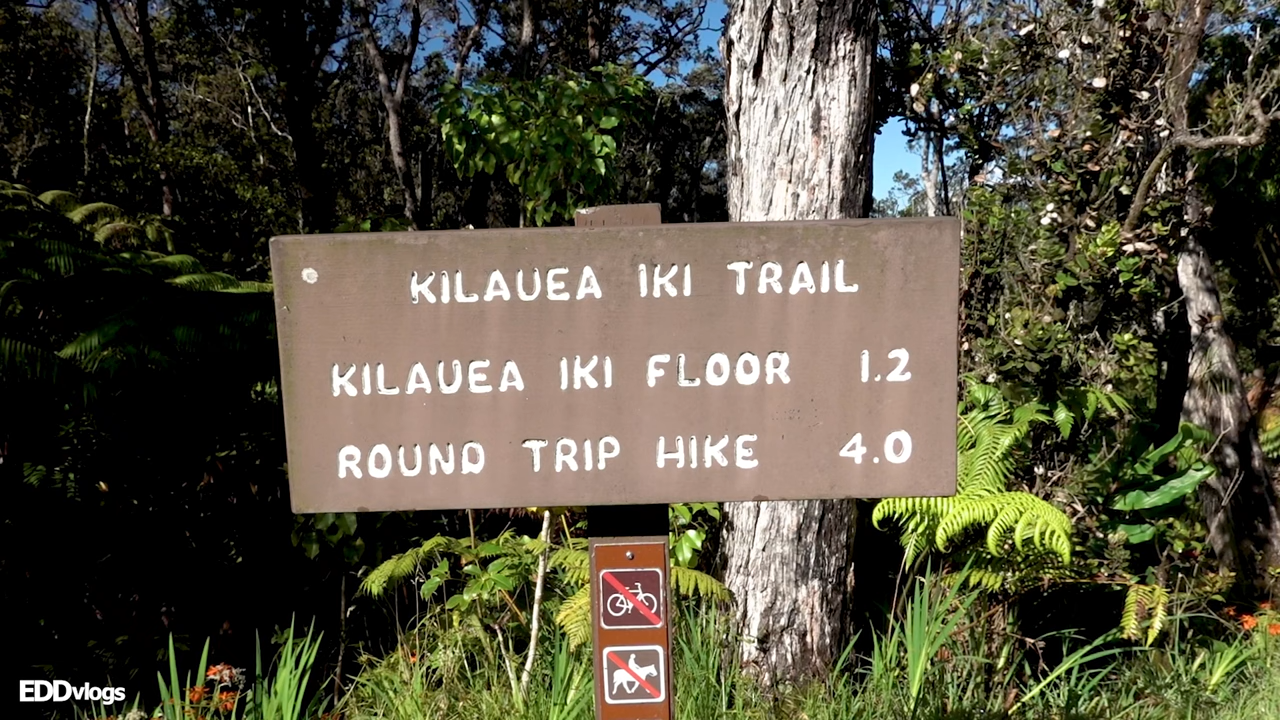 KILAUEA IKI TRAIL
KILAUEA IKI FLOOR 1.2
ROUND TRIP HIKE 4.0
EDDvlogs